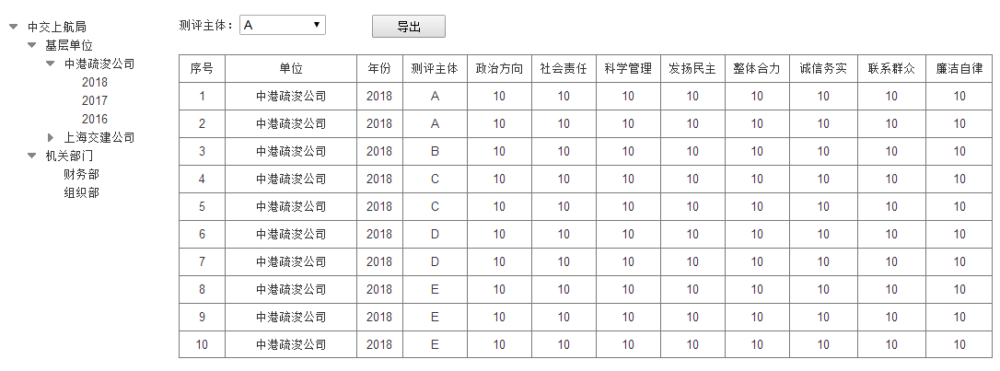 中交上航局
基层单位
中港疏浚公司
2018
2017
2016
上海交建公司
机关部门
财务部
组织部
测评主体： A 导出
序号 单位 年份 测评主体 政治方向 社会责任 科学管理 发扬民主 整体合力 诚信务实 联系群众 廉洁自律
1 中港疏浚公司 2018 A 10 10 10 10 10 10 10 10
2 中港疏浚公司 2018 A 10 10 10 10 10 10 10 10
3 中港疏浚公司 2018 B 10 10 10 10 10 10 10 10
4 中港疏浚公司 2018 C 10 10 10 10 10 10 10 10
5 中港疏浚公司 2018 C 10 10 10 10 10 10 10 10
6 中港疏浚公司 2018 D 10 10 10 10 10 10 10 10
7 中港疏浚公司 2018 D 10 10 10 10 10 10 10 10
8 中港疏浚公司 2018 E 10 10 10 10 10 10 10 10
9 中港疏浚公司 2018 E 10 10 10 10 10 10 10 10
10 中港疏浚公司 2018 E 10 10 10 10 10 10 10 10